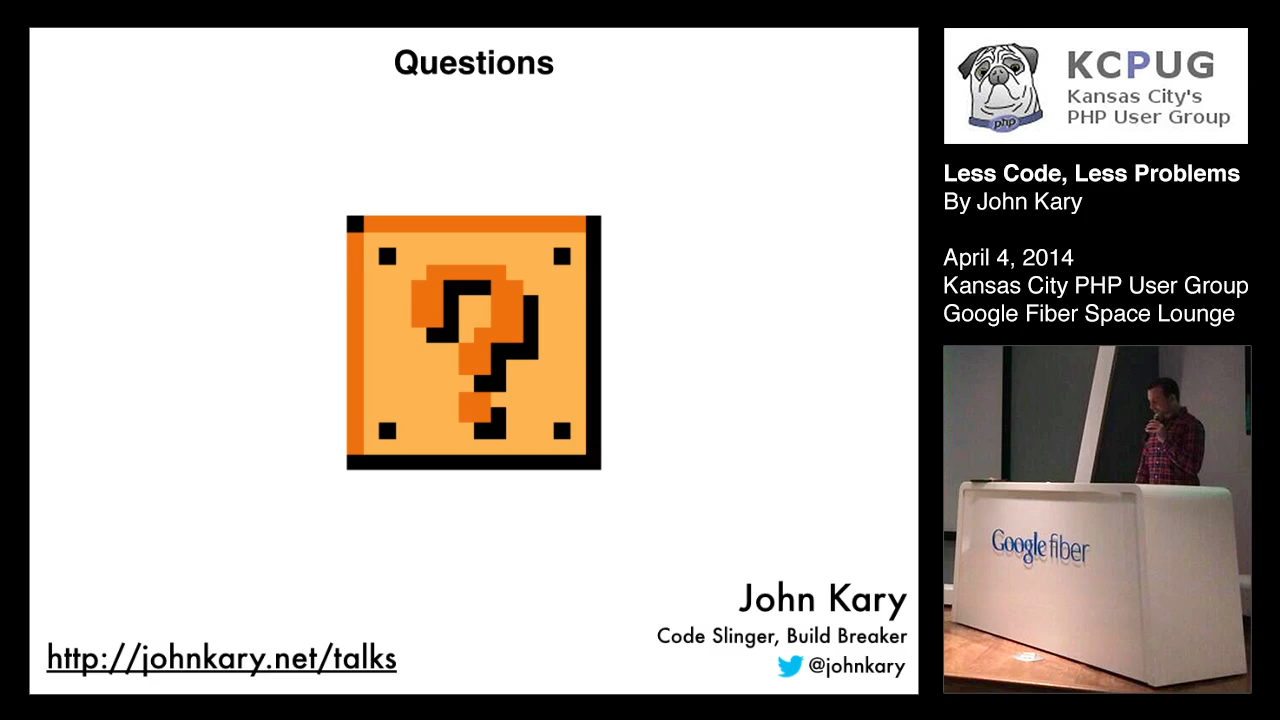 Questions
?
John Kary
Code Slinger, Build Breaker
@johnkary
http://johnkary.net/talks
php
KCPUG
Kansas City's
PHP User Group
Less Code, Less Problems
By John Kary
April 4, 2014
Kansas City PHP User Group
Google Fiber Space Lounge
Google fiber